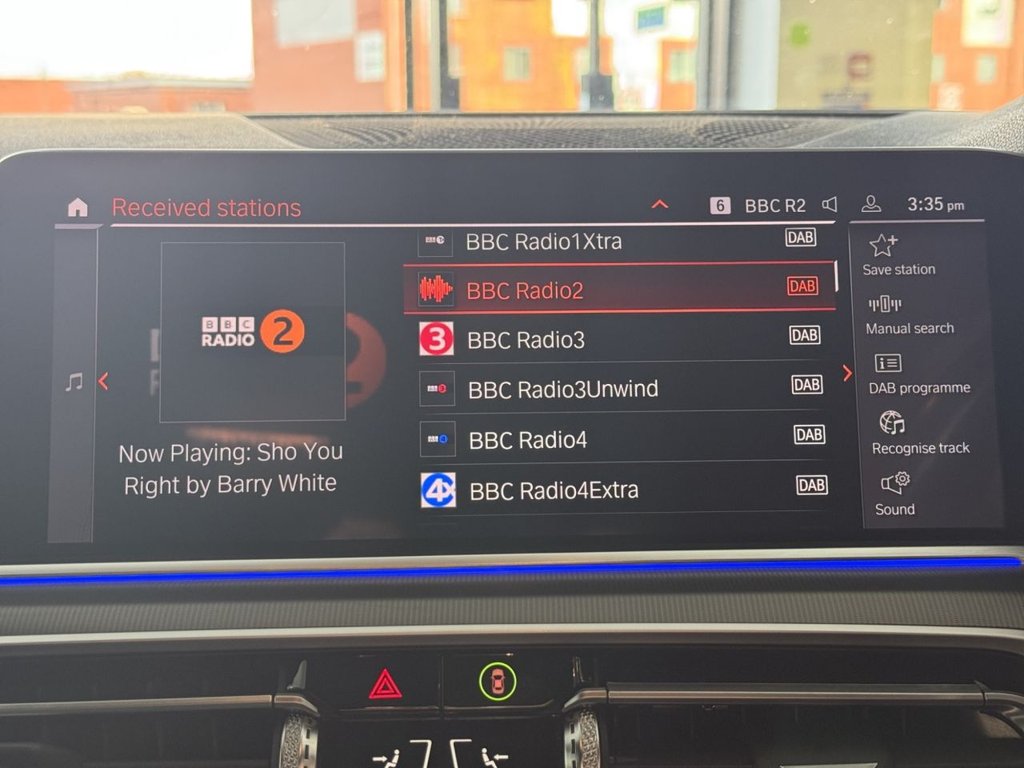 Received stations
6 BBC R2
3:35 pm
BBC
RADIO 2
Now Playing: Sho You
Right by Barry White
BBC Radio1Xtra DAB
BBC Radio2 DAB
3 BBC Radio3 DAB
BBC Radio3Unwind DAB
BBC Radio4 DAB
4X BBC Radio4Extra DAB
Save station
Manual search
DAB programme
Recognise track
Sound